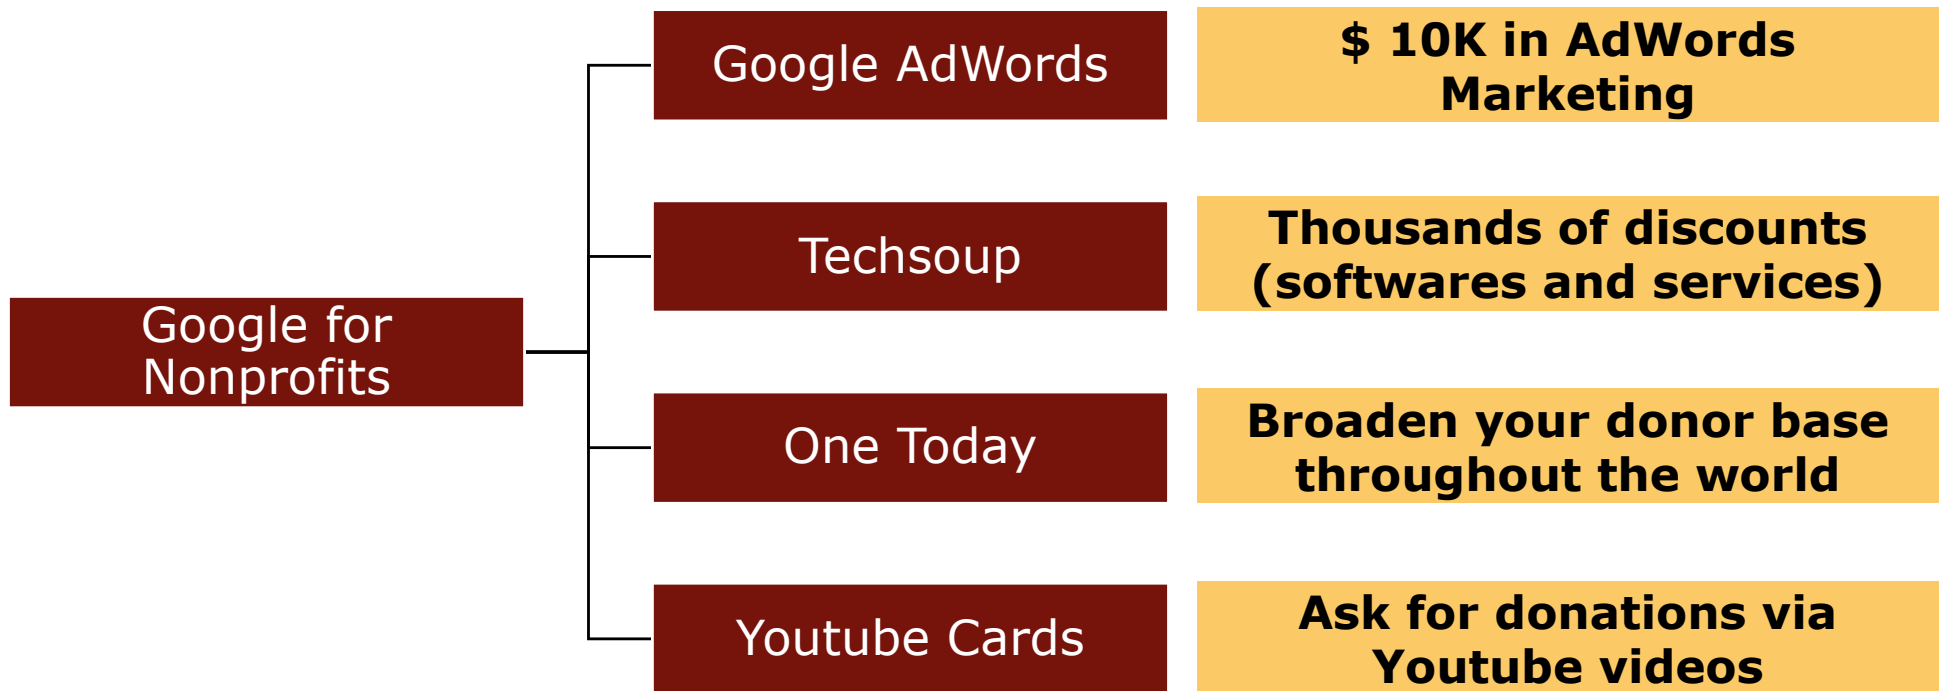 Google AdWords
$ 10K in AdWords
Marketing
Techsoup
Thousands of discounts
(softwares and services)
Google for
Nonprofits
One Today
Broaden your donor base
throughout the world
Youtube Cards
Ask for donations via
Youtube videos